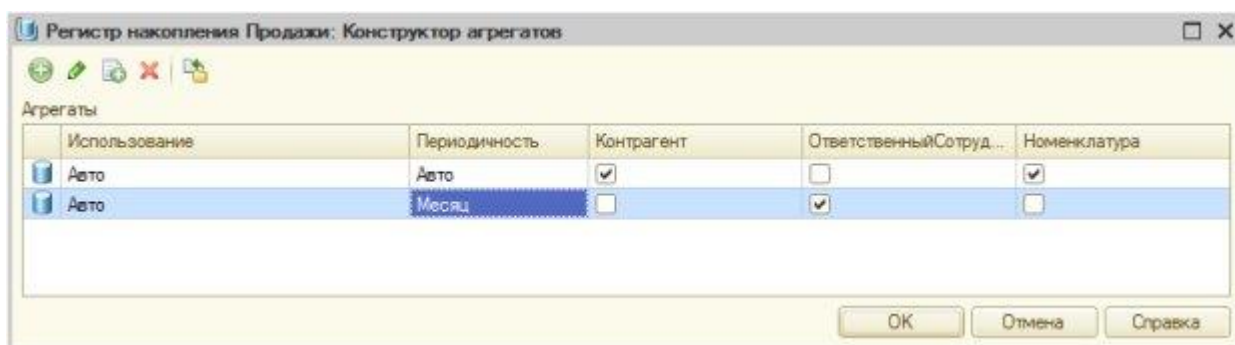 Регистр накопления Продажи: Конструктор агрегатов
Агрегаты
Использование Периодичность Контрагент ОтветственныйСотруд... Номенклатура
Авто Авто
Авто Месяц
OK Отмена Справка